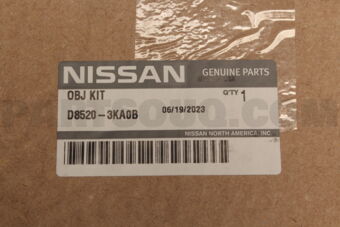 NISSAN GENUINE PARTS
OBJ KIT Q'TY 1
D8520-3KA0B 06/19/2023
NISSAN NORTH AMERICA, INC.